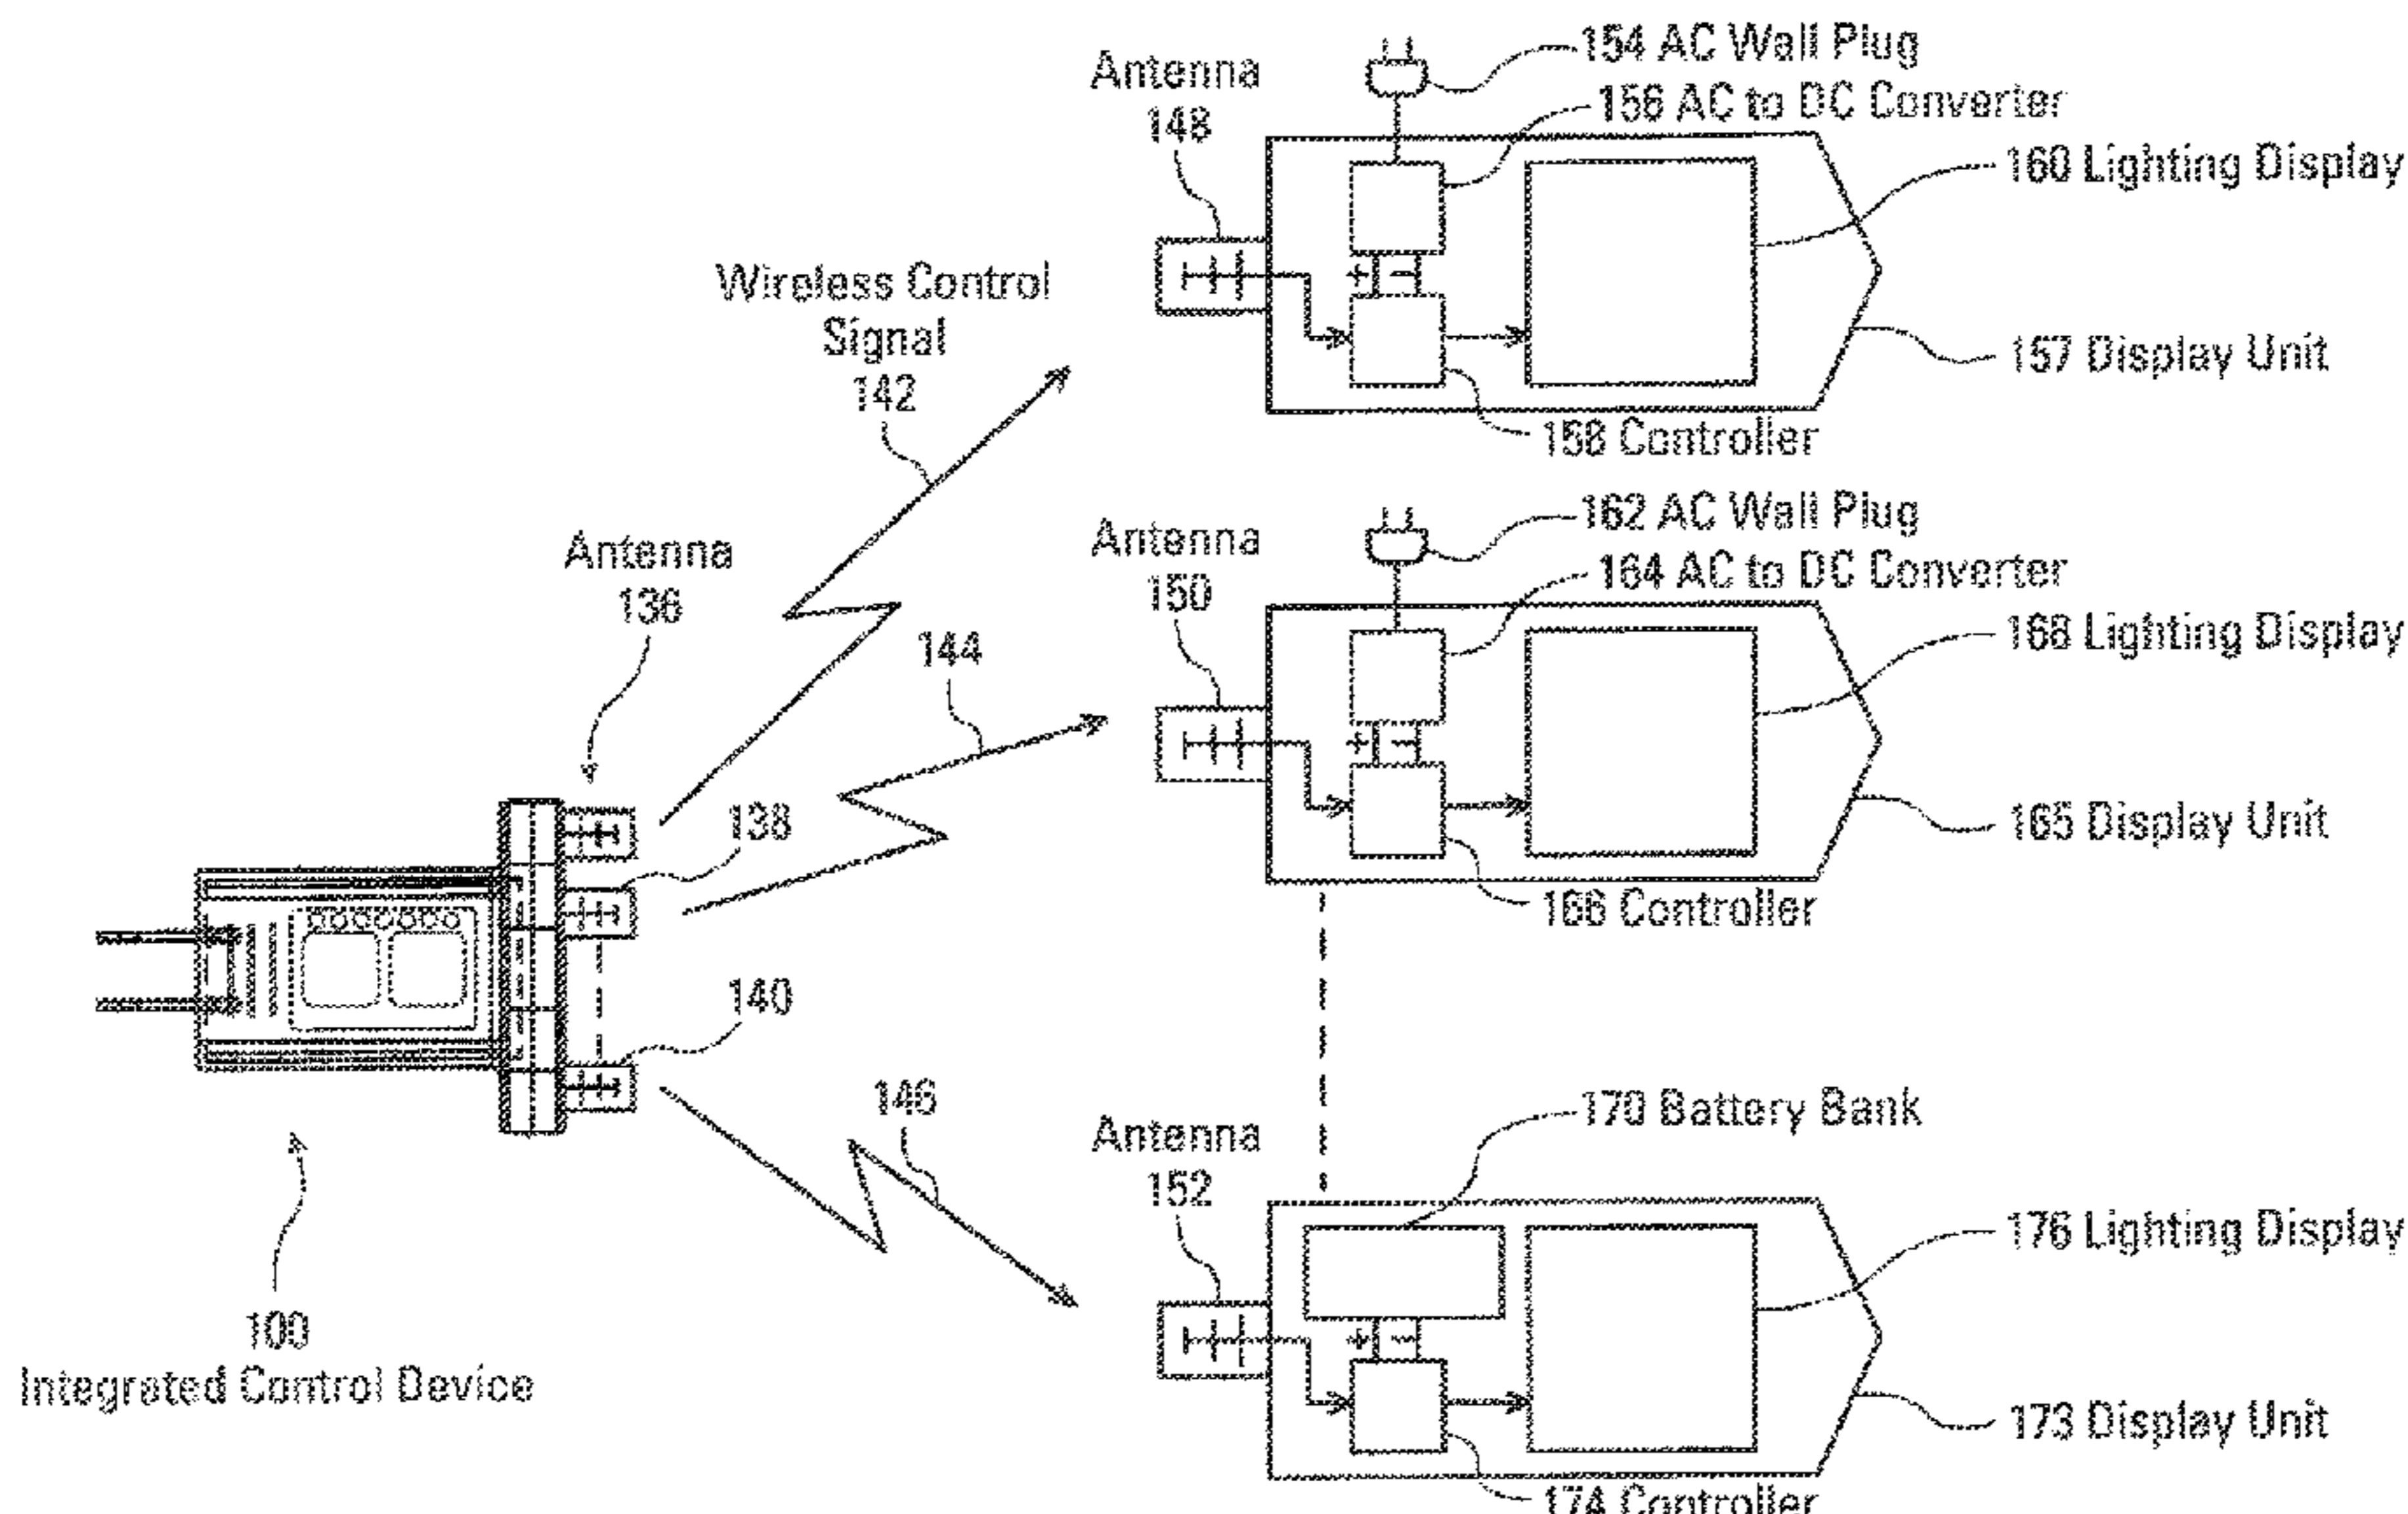 154 AC Wall Plug
Antenna
148
156 AC to DC Converter
160 Lighting Display
Wireless Control
Signal
142
157 Display Unit
158 Controller
162 AC Wall Plug
Antenna
150
164 AC to DC Converter
Antenna
136
168 Lighting Display
144
138
165 Display Unit
166 Controller
140
146
170 Battery Bank
Antenna
152
176 Lighting Display
100
Integrated Control Device
173 Display Unit
174 Controller